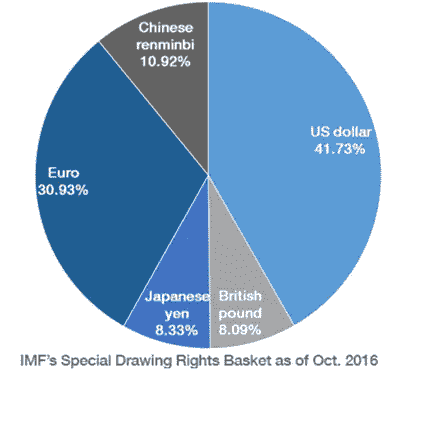 Chinese
renminbi
10.92%
US dollar
41.73%
Euro
30.93%
Japanese
yen
8.33%
British
pound
8.09%
IMF's Special Drawing Rights Basket as of Oct. 2016